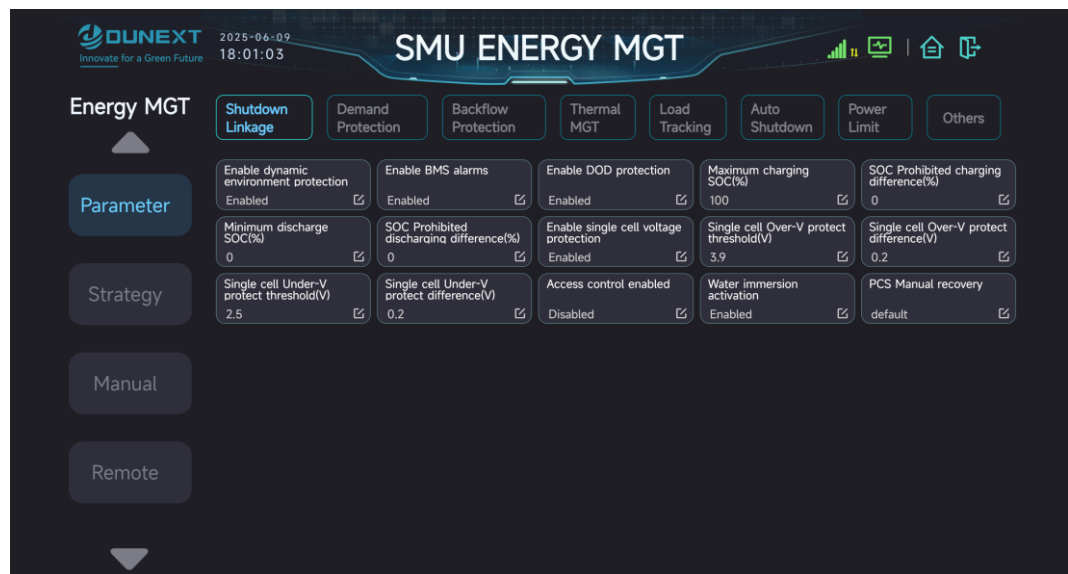 DUNEXT
Innovate for a Green Future
2025-06-09
18:01:03
SMU ENERGY MGT
Energy MGT
Parameter
Strategy
Manual
Remote
Shutdown
Linkage
Demand
Protection
Backflow
Protection
Thermal
MGT
Load
Tracking
Auto
Shutdown
Power
Limit
Others
Enable dynamic
environment protection
Enabled
Enable BMS alarms
Enabled
Enable DOD protection
Enabled
Maximum charging
SOC(%)
100
SOC Prohibited charging
difference(%)
0
Minimum discharge
SOC(%)
0
SOC Prohibited
discharging difference(%)
0
Enable single cell voltage
protection
Enabled
Single cell Over-V protect
threshold(V)
3.9
Single cell Over-V protect
difference(V)
0.2
Single cell Under-V
protect threshold(V)
2.5
Single cell Under-V
protect difference(V)
0.2
Access control enabled
Disabled
Water immersion
activation
Enabled
PCS Manual recovery
default